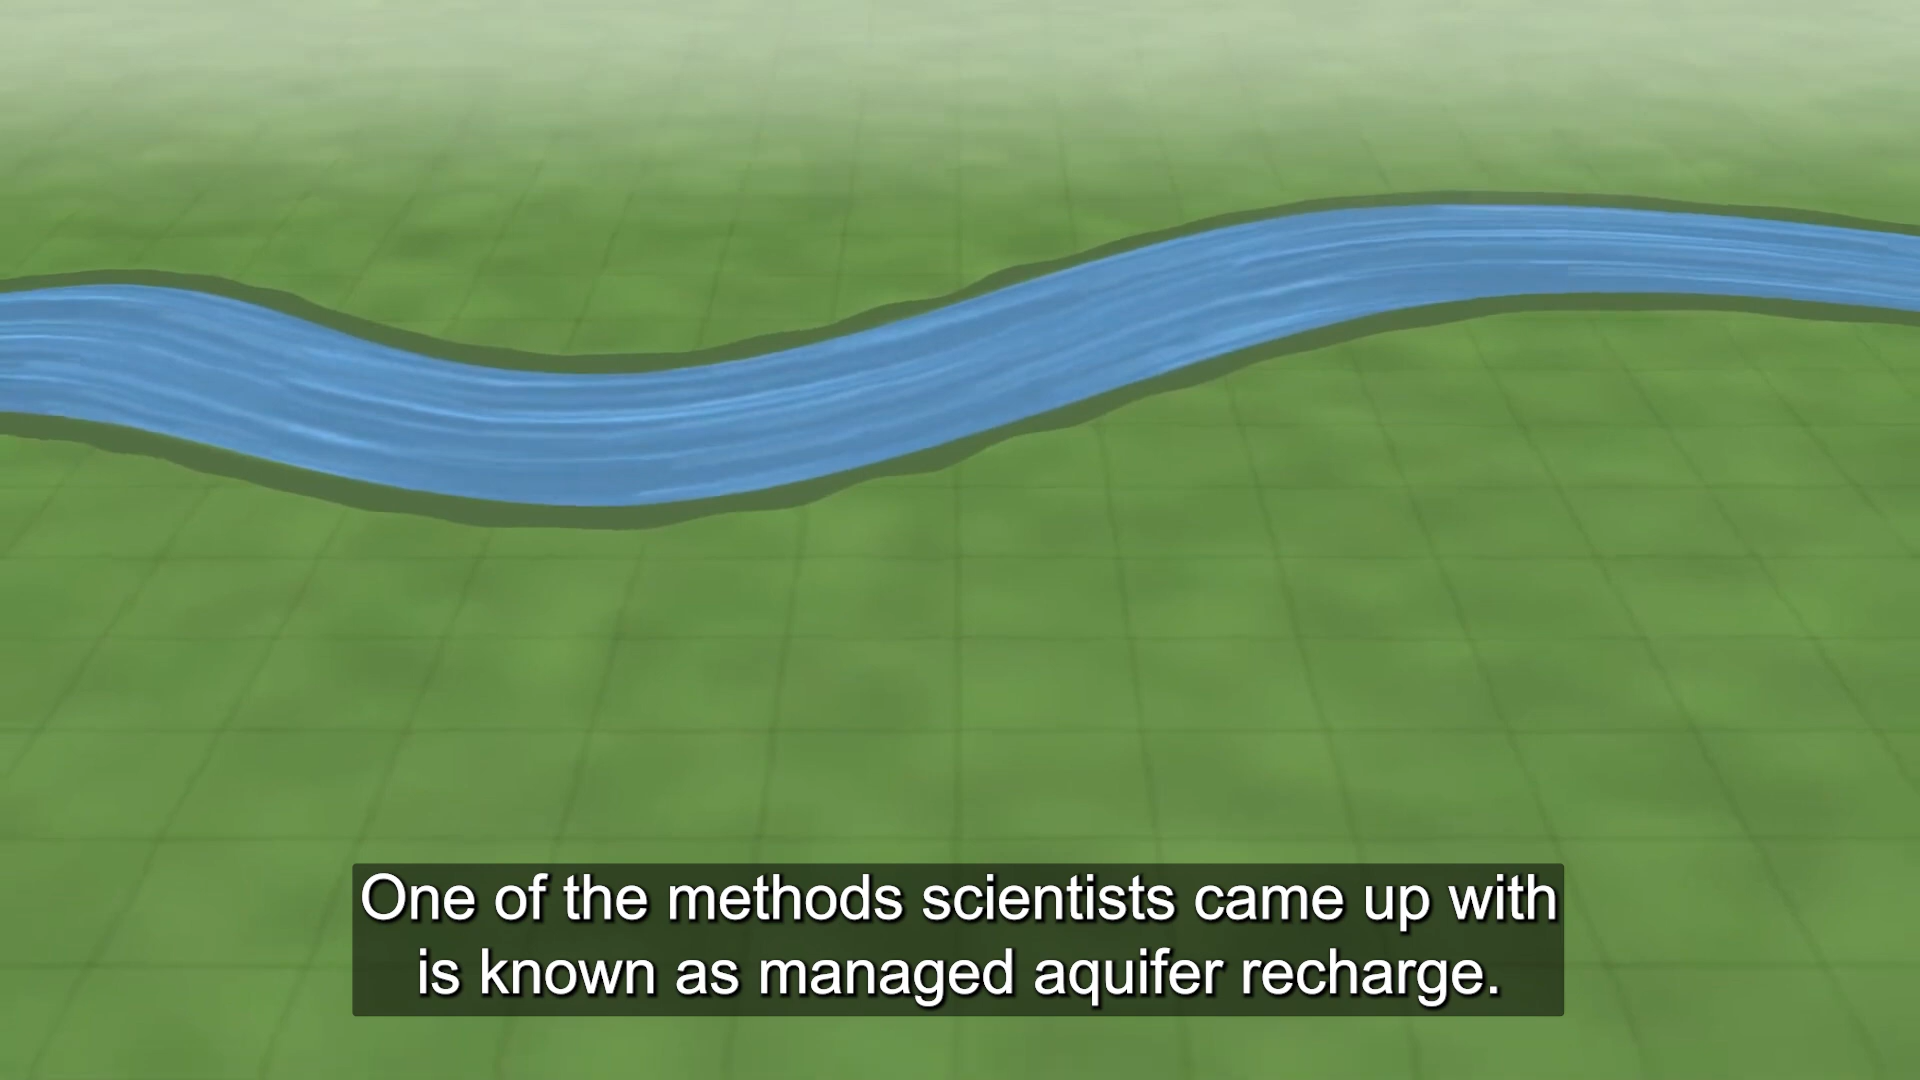 One of the methods scientists came up with
is known as managed aquifer recharge.